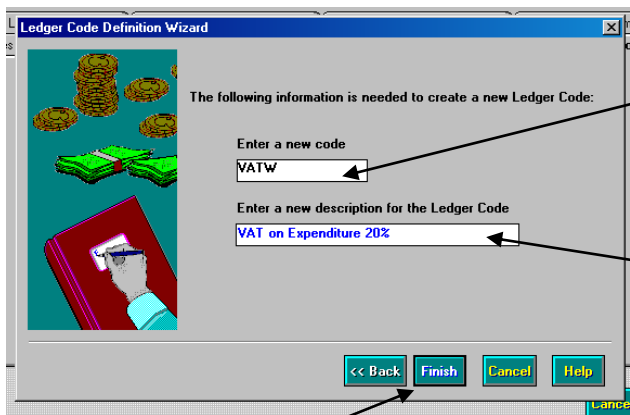 Ledger Code Definition Wizard
The following information is needed to create a new Ledger Code:
Enter a new code
VATW
Enter a new description for the Ledger Code
VAT on Expenditure 20%
<< Back Finish Cancel Help
Cance